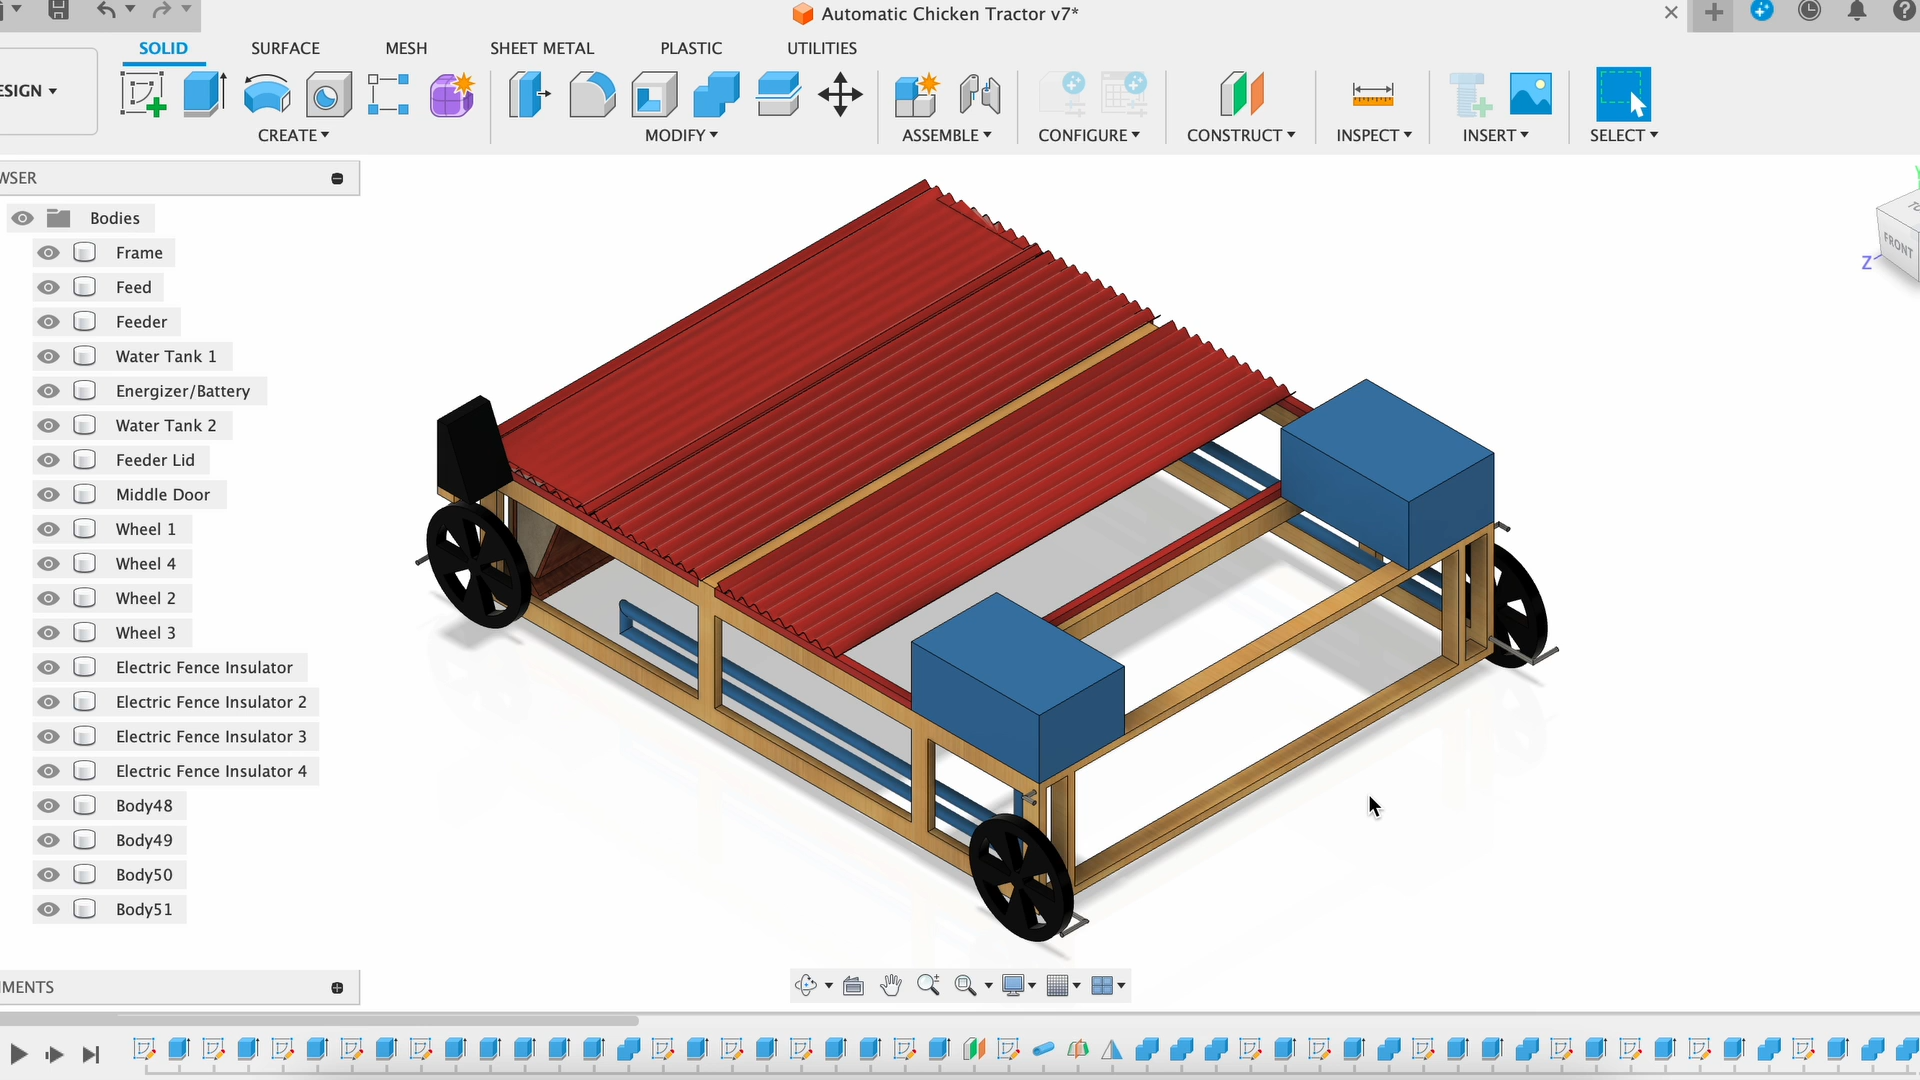 Automatic Chicken Tractor v7*
SOLID
SURFACE
MESH
SHEET METAL
PLASTIC
UTILITIES
ESIGN
CREATE
MODIFY
ASSEMBLE
CONFIGURE
CONSTRUCT
INSPECT
INSERT
SELECT
WSER
Bodies
Frame
Feed
Feeder
Water Tank 1
Energizer/Battery
Water Tank 2
Feeder Lid
Middle Door
Wheel 1
Wheel 4
Wheel 2
Wheel 3
Electric Fence Insulator
Electric Fence Insulator 2
Electric Fence Insulator 3
Electric Fence Insulator 4
Body48
Body49
Body50
Body51
FRONT
Z
MENTS